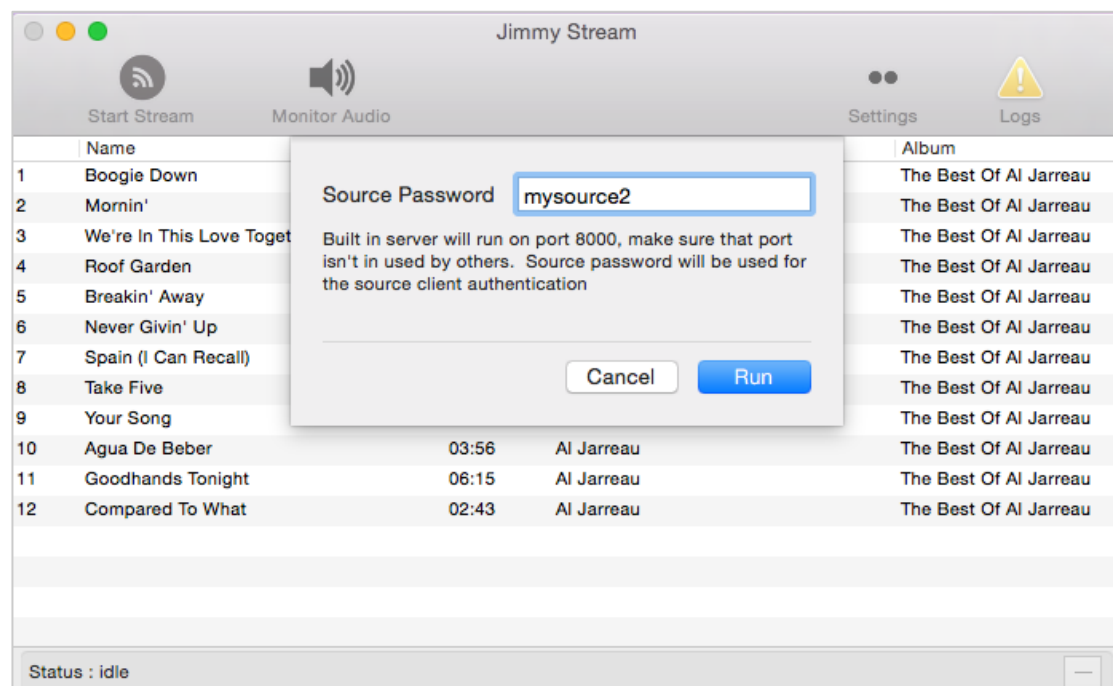 Jimmy Stream
Start Stream Monitor Audio Settings Logs
Name Album
1 Boogie Down The Best Of Al Jarreau
2 Mornin' The Best Of Al Jarreau
3 We're In This Love Toget The Best Of Al Jarreau
4 Roof Garden The Best Of Al Jarreau
5 Breakin' Away The Best Of Al Jarreau
6 Never Givin' Up The Best Of Al Jarreau
7 Spain (I Can Recall) The Best Of Al Jarreau
8 Take Five The Best Of Al Jarreau
9 Your Song The Best Of Al Jarreau
10 Agua De Beber 03:56 Al Jarreau The Best Of Al Jarreau
11 Goodhands Tonight 06:15 Al Jarreau The Best Of Al Jarreau
12 Compared To What 02:43 Al Jarreau The Best Of Al Jarreau
Source Password mysource2
Built in server will run on port 8000, make sure that port
isn't in used by others. Source password will be used for
the source client authentication
Cancel Run
Status : idle